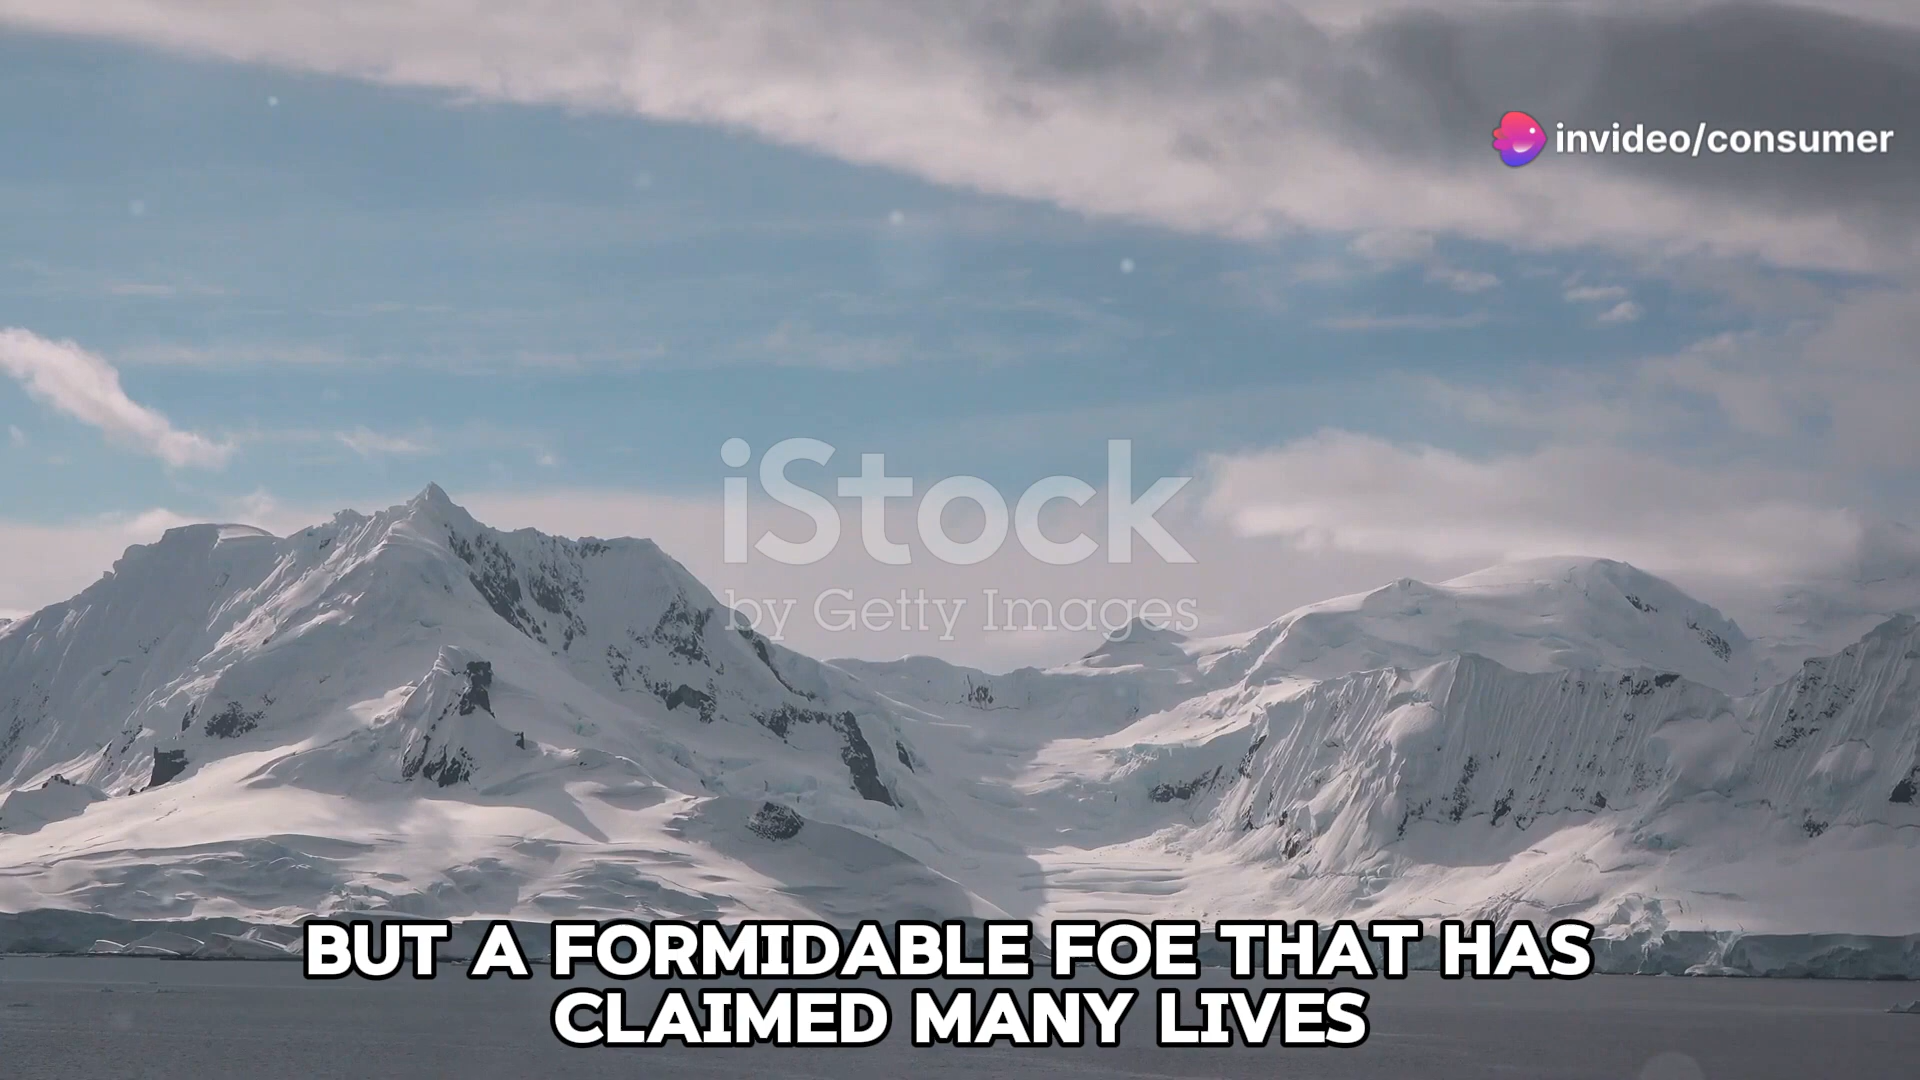 invideo/consumer
iStock
by Getty Images
BUT A FORMIDABLE FOE THAT HAS
CLAIMED MANY LIVES